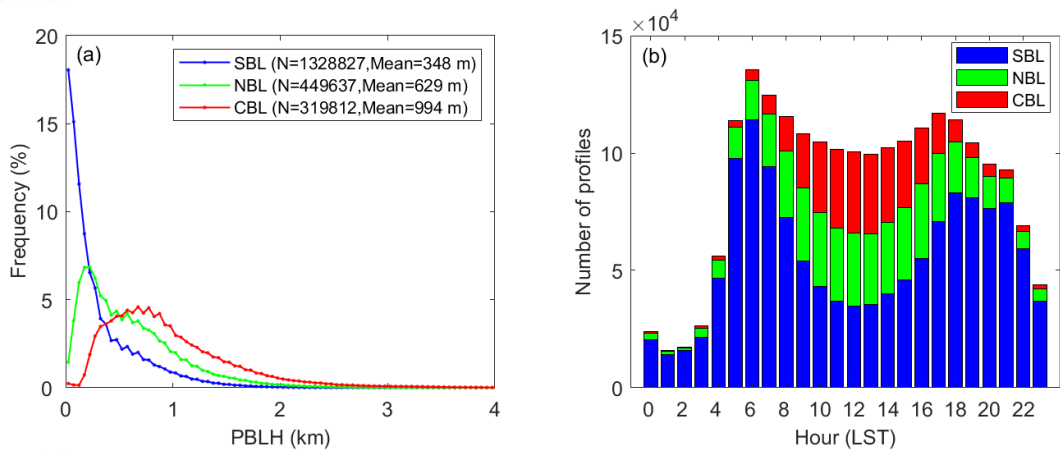 (a)
SBL (N=1328827,Mean=348 m)
NBL (N=449637,Mean=629 m)
CBL (N=319812,Mean=994 m)
20
15
10
5
0
Frequency (%)
0 1 2 3 4
PBLH (km)
×10⁴
(b)
SBL
NBL
CBL
15
10
5
0
Number of profiles
0 2 4 6 8 10 12 14 16 18 20 22
Hour (LST)